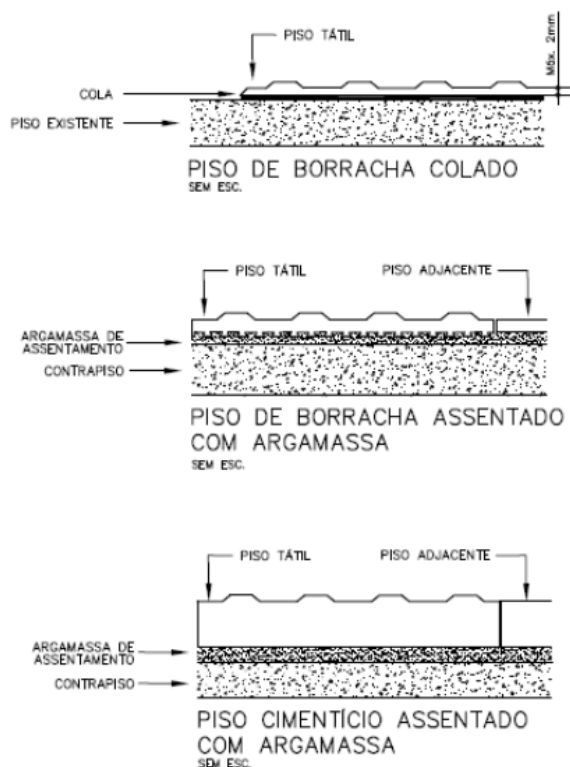 PISO TÁTIL
Máx. 2mm
COLA
PISO EXISTENTE
PISO DE BORRACHA COLADO
SEM ESC.
PISO TÁTIL
PISO ADJACENTE
ARGAMASSA DE
ASSENTAMENTO
CONTRAPISO
PISO DE BORRACHA ASSENTADO
COM ARGAMASSA
SEM ESC.
PISO TÁTIL
PISO ADJACENTE
ARGAMASSA DE
ASSENTAMENTO
CONTRAPISO
PISO CIMENTÍCIO ASSENTADO
COM ARGAMASSA
SEM ESC.